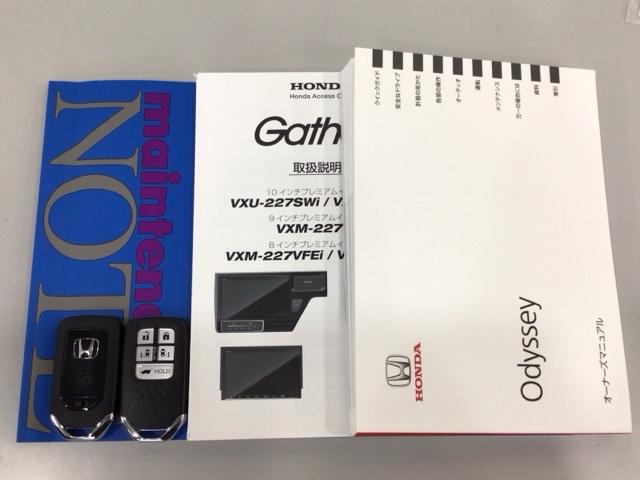 maintenance
NOTE
HONDA
Honda Access
Gath
取扱説明
10インチプレミアム
VXU-227SWi /
9インチプレミアム
VXM-227
8インチプレミアム
VXM-227VFEi /
HOLD
クイックガイド
安全なドライブ
計器の見かた
各部の操作
オーディオ
運転
メンテナンス
万一の場合には
資料
索引
HONDA
Odyssey
オーナーズマニュアル